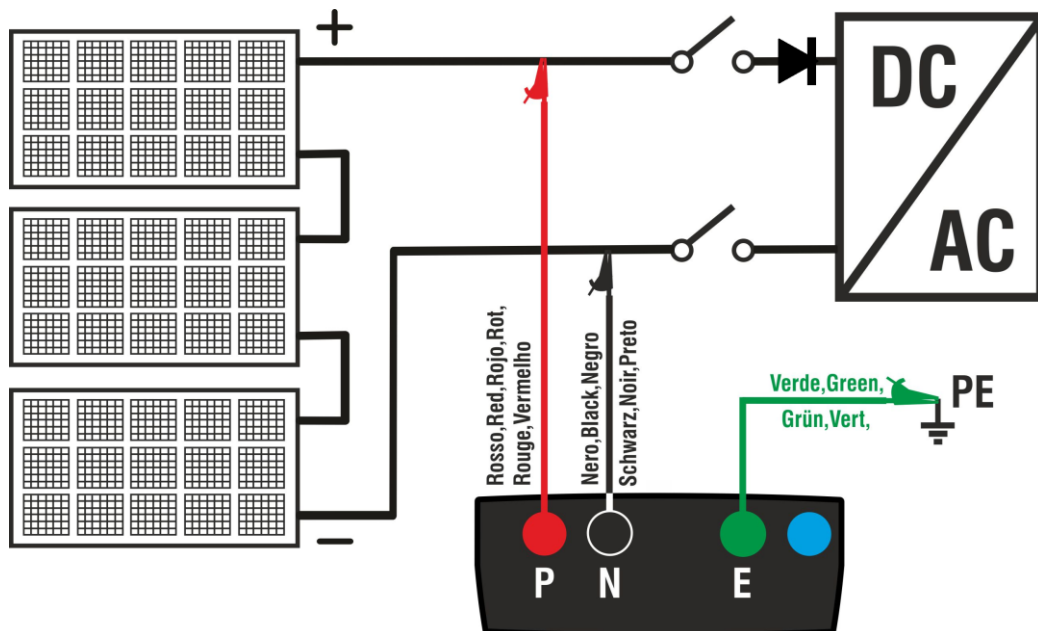 +
DC
AC
Rosso,Red,Rojo,Rot,
Rouge,Vermelho
Nero,Black,Negro
Schwarz,Noir,Preto
Verde,Green,
Grün,Vert,
PE
−
P
N
E